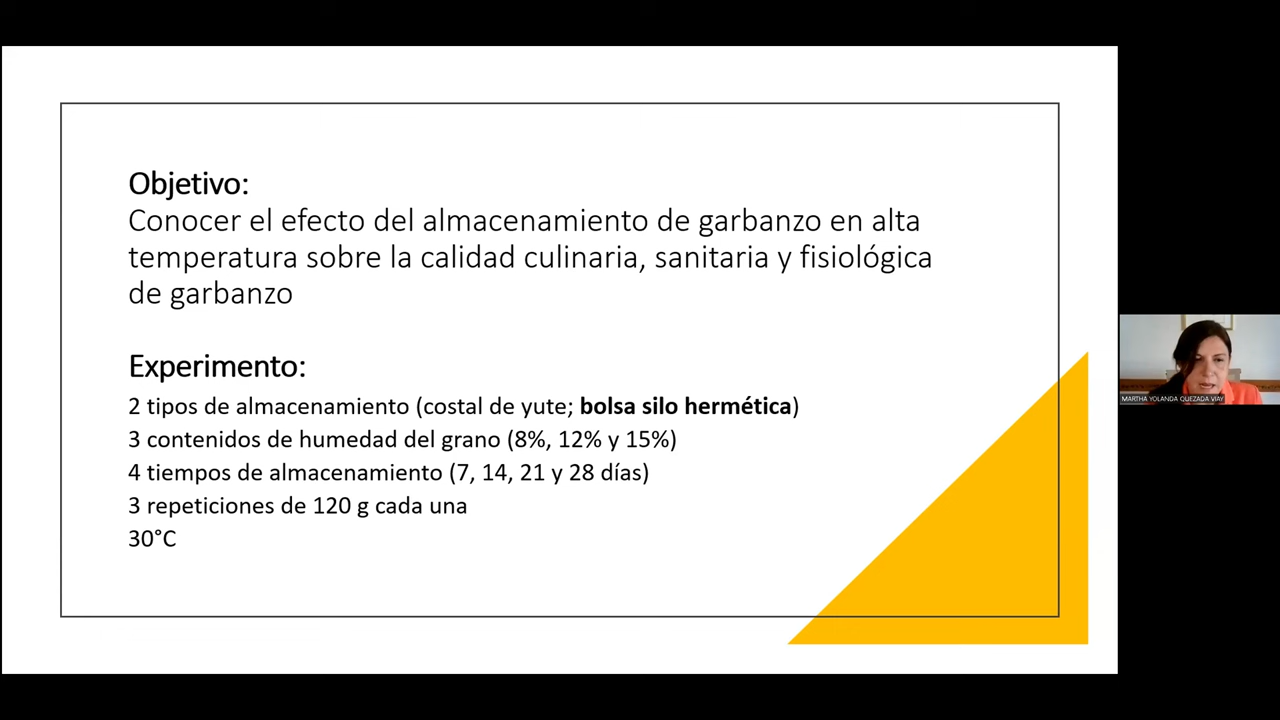 Objetivo:
Conocer el efecto del almacenamiento de garbanzo en alta
temperatura sobre la calidad culinaria, sanitaria y fisiológica
de garbanzo
Experimento:
2 tipos de almacenamiento (costal de yute; bolsa silo hermética)
3 contenidos de humedad del grano (8%, 12% y 15%)
4 tiempos de almacenamiento (7, 14, 21 y 28 días)
3 repeticiones de 120 g cada una
30°C
MARTHA YOLANDA QUEZADA VIAY